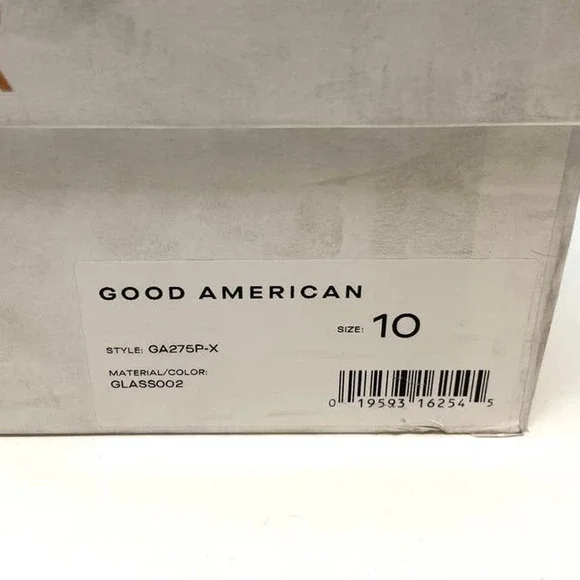 GOOD AMERICAN
SIZE: 10
STYLE: GA275P-X
MATERIAL/COLOR:
GLASS002
0 19593 16254 5